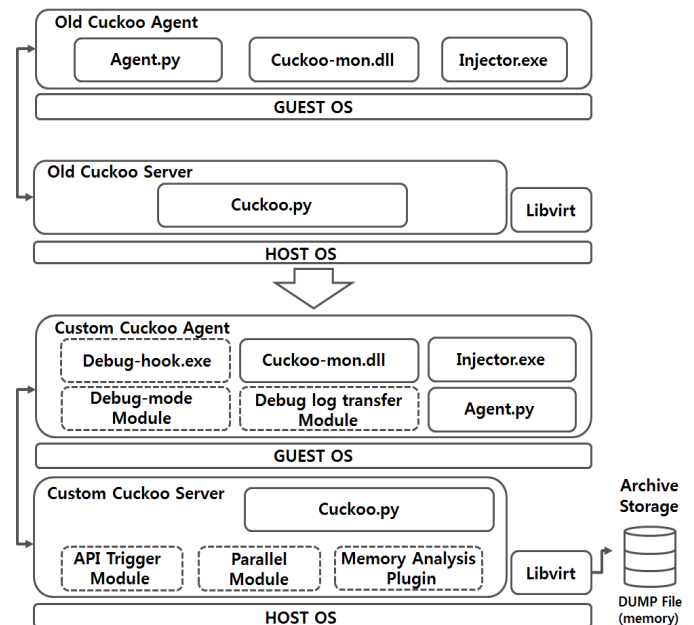 Old Cuckoo Agent
Agent.py
Cuckoo-mon.dll
Injector.exe
GUEST OS
Old Cuckoo Server
Cuckoo.py
Libvirt
HOST OS
Custom Cuckoo Agent
Debug-hook.exe
Cuckoo-mon.dll
Injector.exe
Debug-mode
Module
Debug log transfer
Module
Agent.py
GUEST OS
Custom Cuckoo Server
Cuckoo.py
API Trigger
Module
Parallel
Module
Memory Analysis
Plugin
Libvirt
Archive
Storage
DUMP File
(memory)
HOST OS